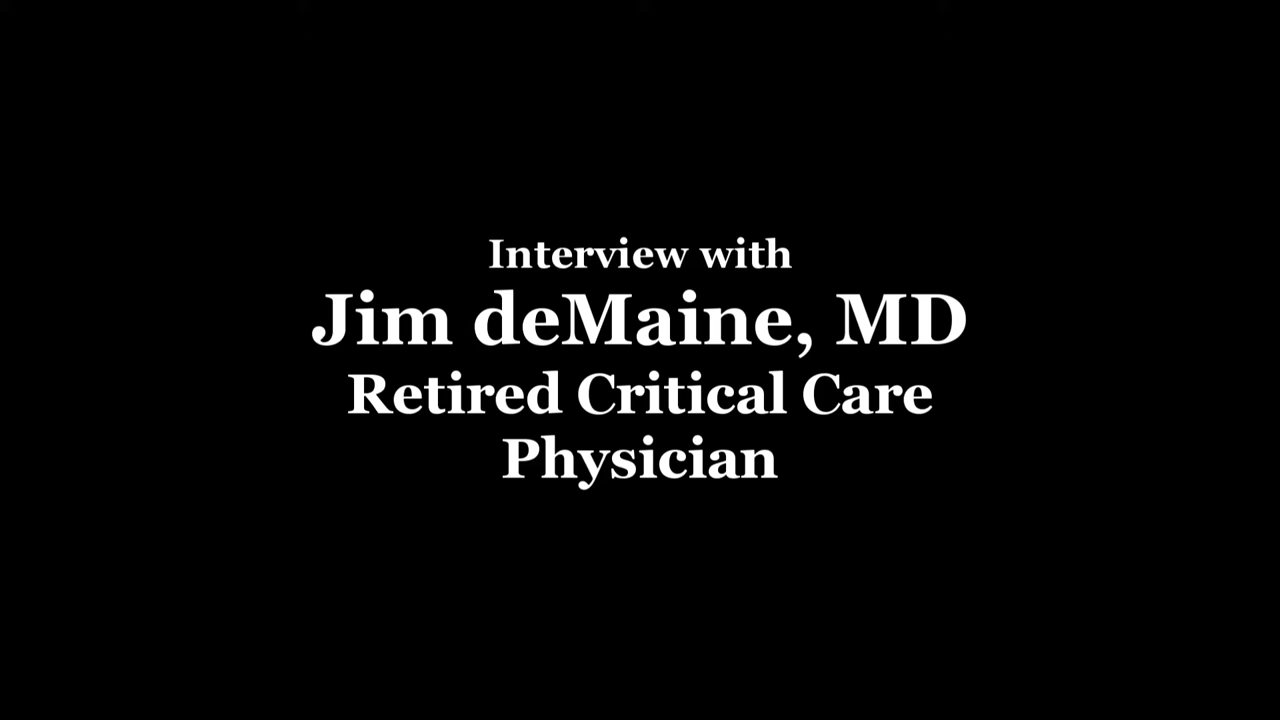 Interview with
Jim deMaine, MD
Retired Critical Care
Physician